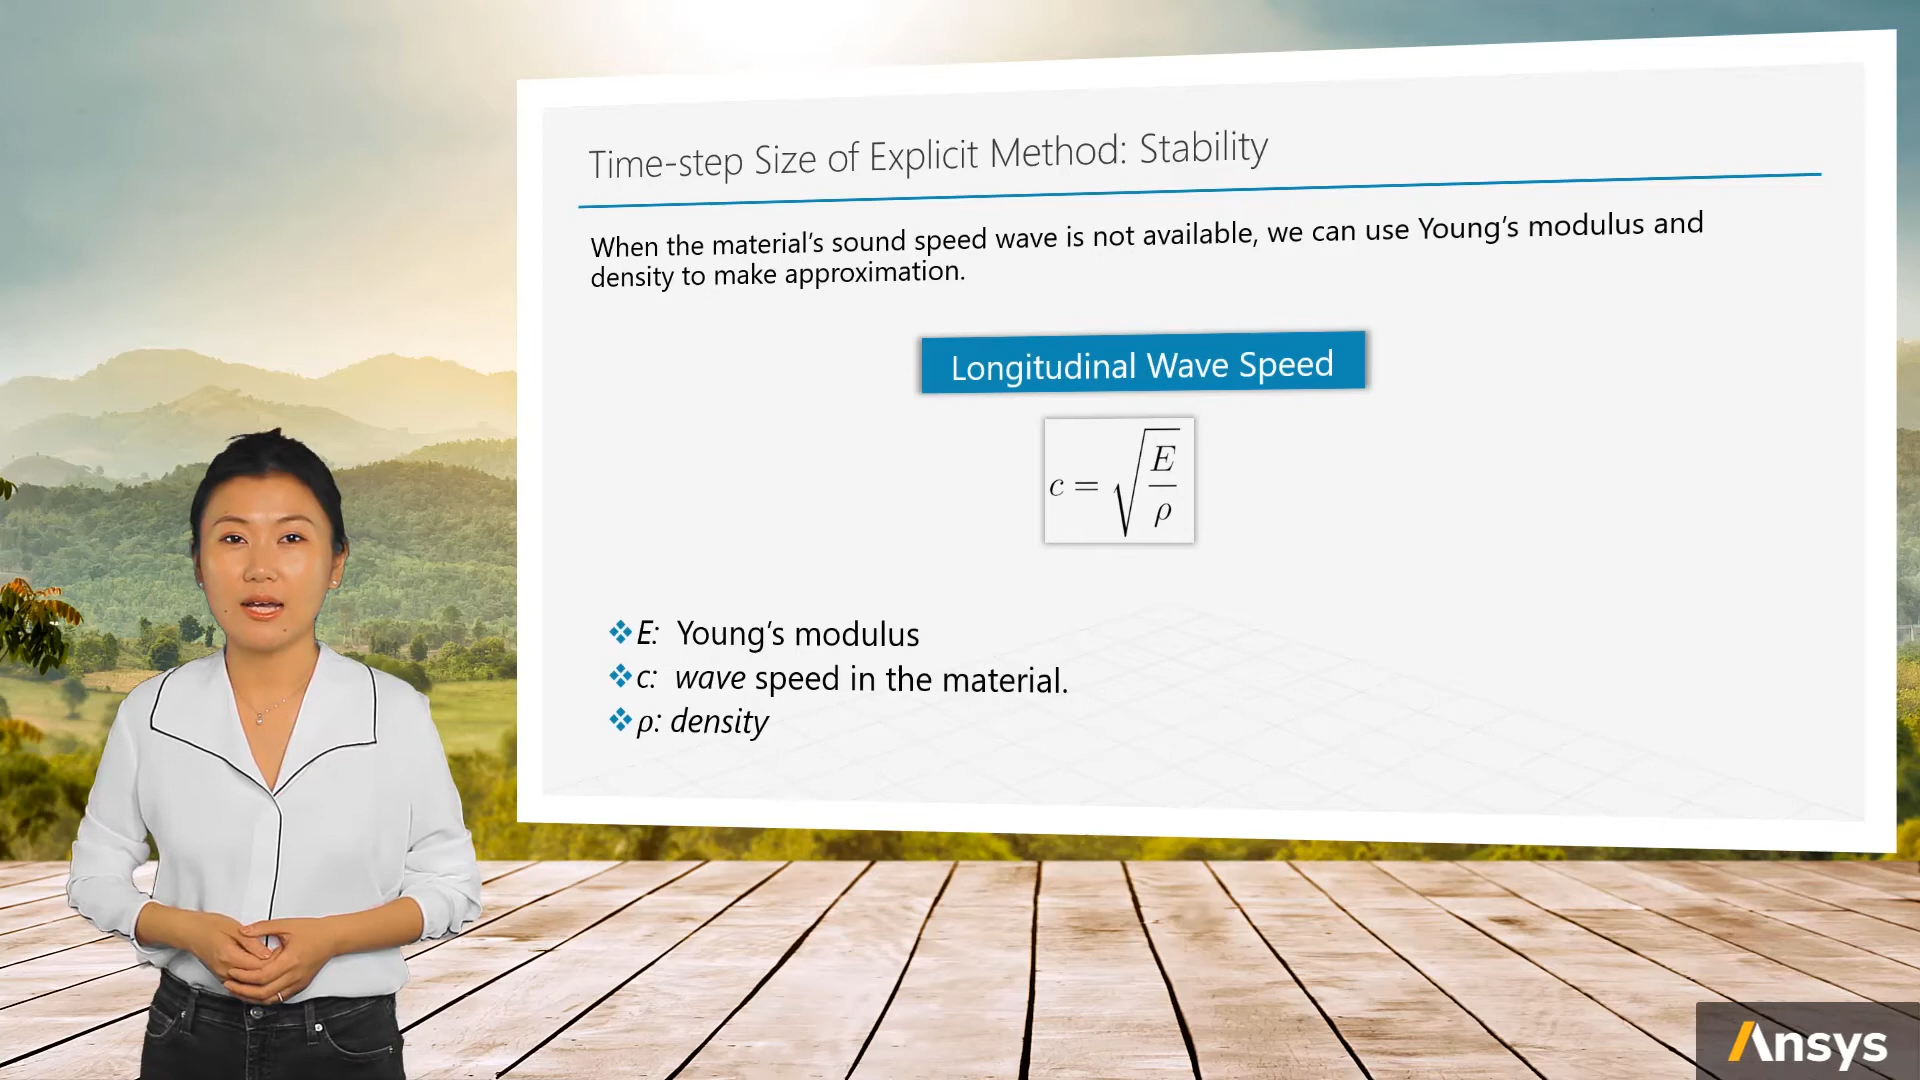 Time-step Size of Explicit Method: Stability
When the material's sound speed wave is not available, we can use Young's modulus and
density to make approximation.
Longitudinal Wave Speed
c = √(E/ρ)
❖ E: Young's modulus
❖ c: wave speed in the material.
❖ ρ: density
Ansys